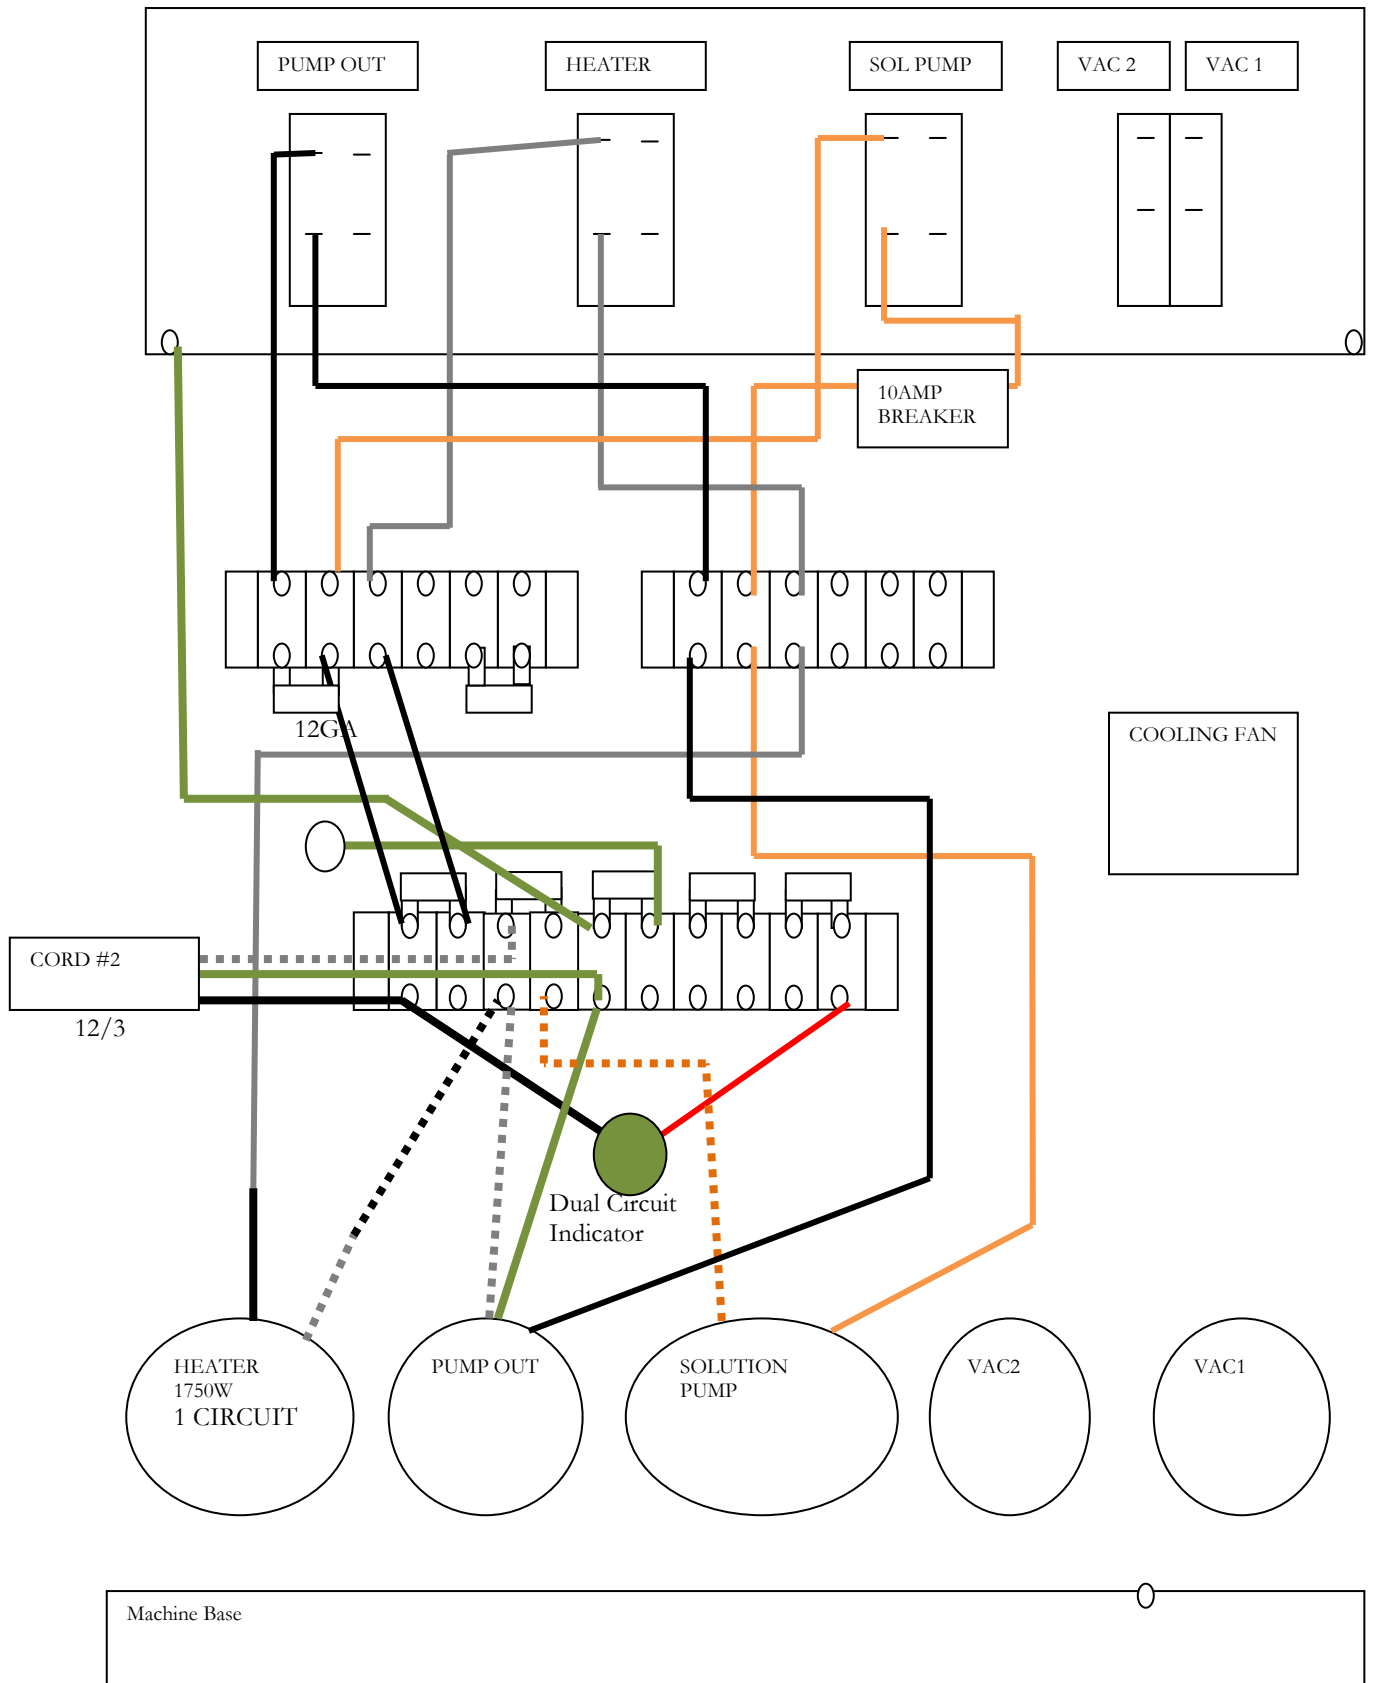 PUMP OUT
HEATER
SOL PUMP
VAC 2
VAC 1
10AMP
BREAKER
12GA
COOLING FAN
CORD #2
12/3
Dual Circuit
Indicator
HEATER
1750W
1 CIRCUIT
PUMP OUT
SOLUTION
PUMP
VAC2
VAC1
Machine Base